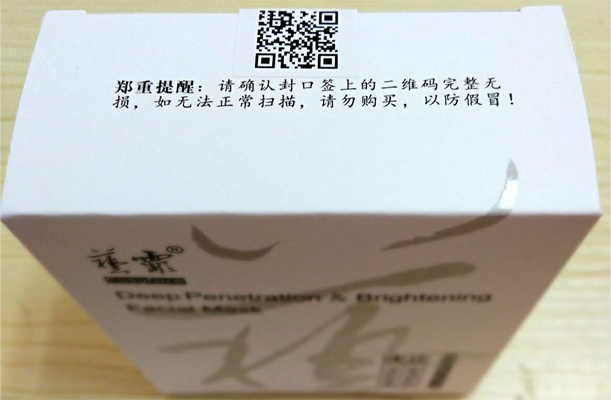 郑重提醒：请确认封口签上的二维码完整无
损，如无法正常扫描，请勿购买，以防假冒！
Deep Penetration & Brightening
Facial Mask